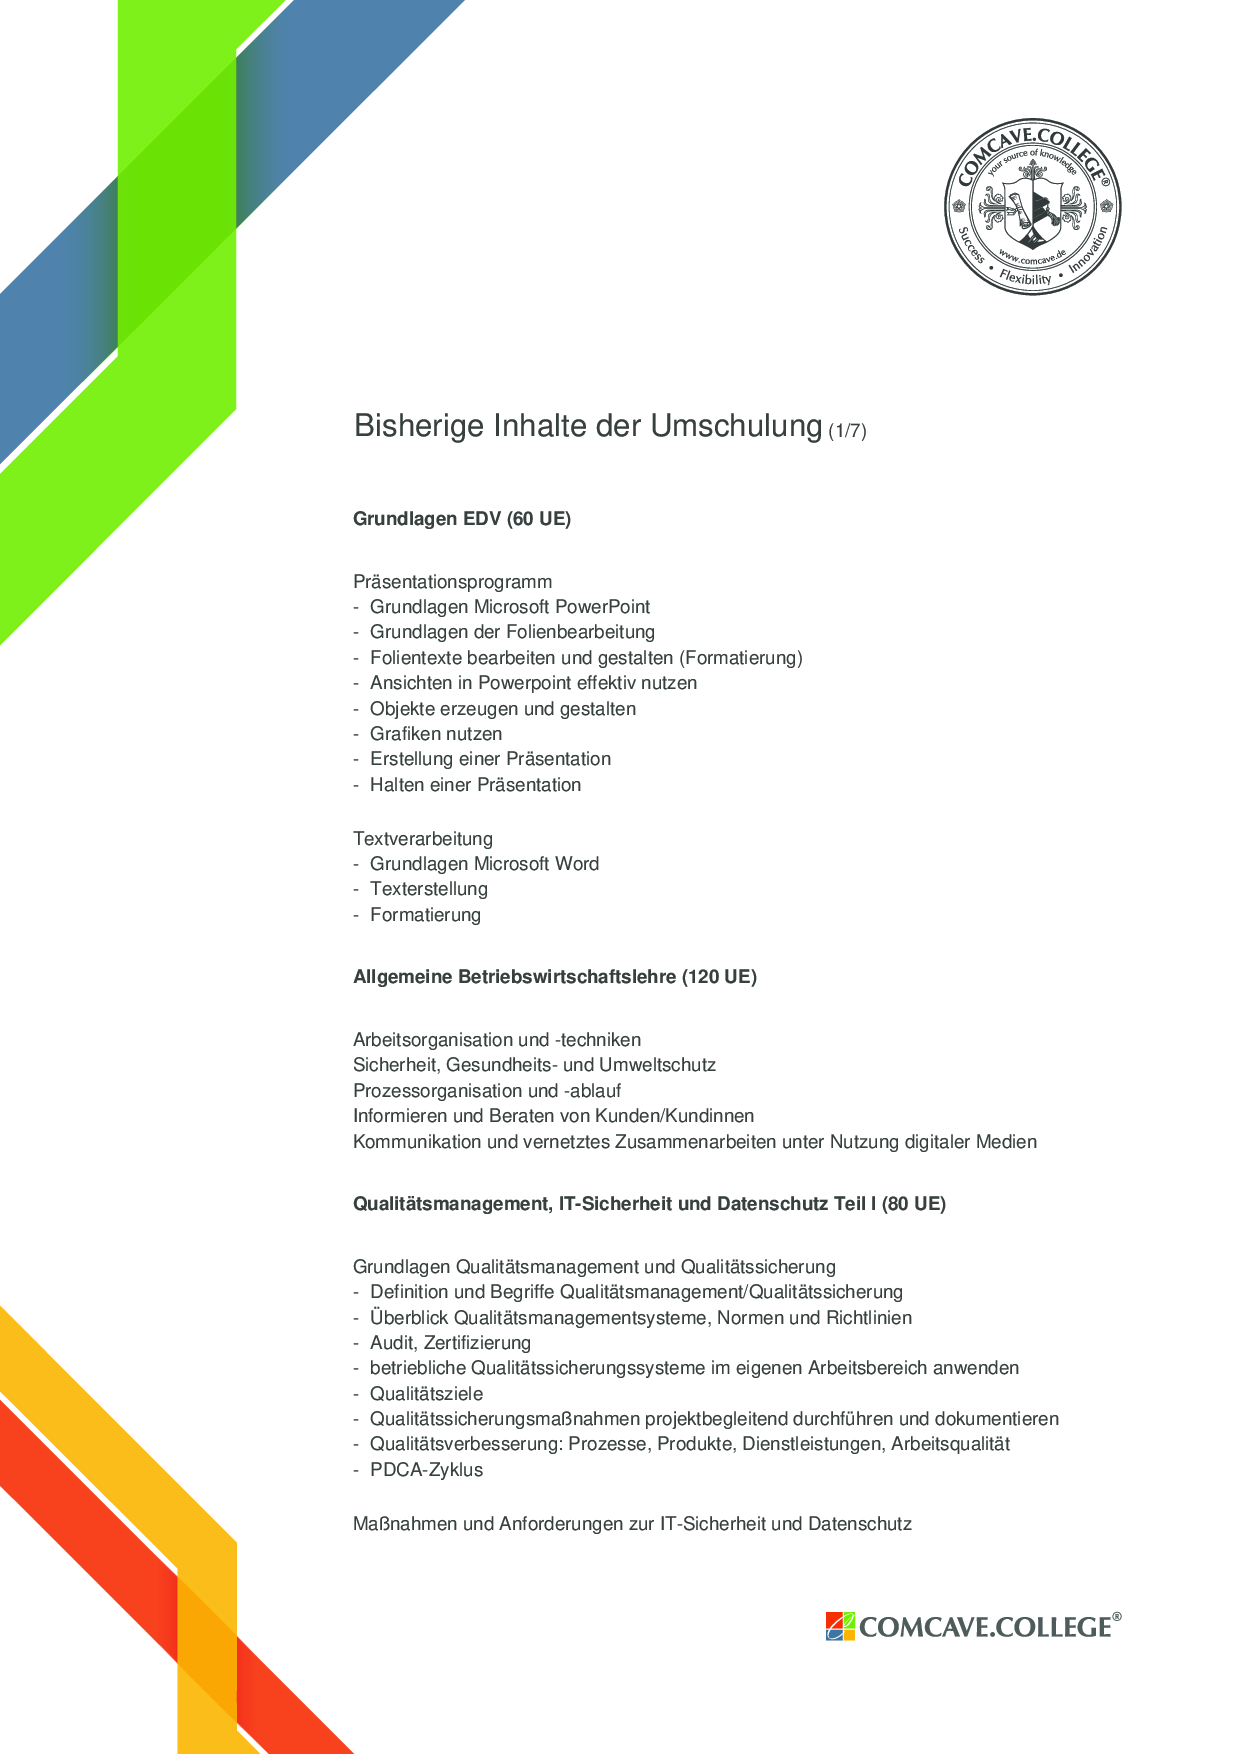 COMCAVE.COLLEGE®
your source of knowledge
www.comcave.de
Success • Flexibility • Innovation
Bisherige Inhalte der Umschulung (1/7)
Grundlagen EDV (60 UE)
Präsentationsprogramm
- Grundlagen Microsoft PowerPoint
- Grundlagen der Folienbearbeitung
- Folientexte bearbeiten und gestalten (Formatierung)
- Ansichten in Powerpoint effektiv nutzen
- Objekte erzeugen und gestalten
- Grafiken nutzen
- Erstellung einer Präsentation
- Halten einer Präsentation
Textverarbeitung
- Grundlagen Microsoft Word
- Texterstellung
- Formatierung
Allgemeine Betriebswirtschaftslehre (120 UE)
Arbeitsorganisation und -techniken
Sicherheit, Gesundheits- und Umweltschutz
Prozessorganisation und -ablauf
Informieren und Beraten von Kunden/Kundinnen
Kommunikation und vernetztes Zusammenarbeiten unter Nutzung digitaler Medien
Qualitätsmanagement, IT-Sicherheit und Datenschutz Teil I (80 UE)
Grundlagen Qualitätsmanagement und Qualitätssicherung
- Definition und Begriffe Qualitätsmanagement/Qualitätssicherung
- Überblick Qualitätsmanagementsysteme, Normen und Richtlinien
- Audit, Zertifizierung
- betriebliche Qualitätssicherungssysteme im eigenen Arbeitsbereich anwenden
- Qualitätsziele
- Qualitätssicherungsmaßnahmen projektbegleitend durchführen und dokumentieren
- Qualitätsverbesserung: Prozesse, Produkte, Dienstleistungen, Arbeitsqualität
- PDCA-Zyklus
Maßnahmen und Anforderungen zur IT-Sicherheit und Datenschutz
COMCAVE.COLLEGE®